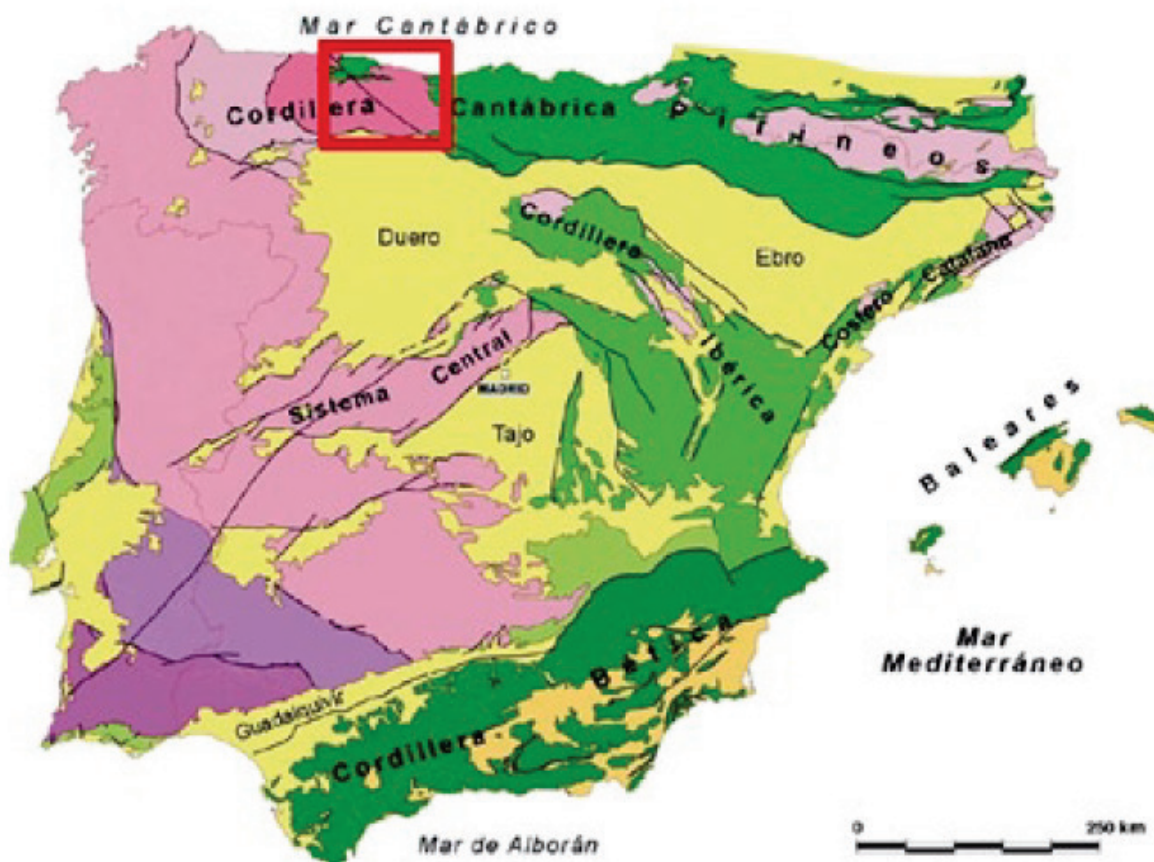 Mar Cantábrico
Cordillera Cantábrica
Pirineos
Duero
Cordillera Ibérica
Ebro
Costero Catalana
Sistema Central
MADRID
Tajo
Baleares
Mar
Mediterráneo
Guadalquivir
Cordillera Bética
Mar de Alborán
0 250 km